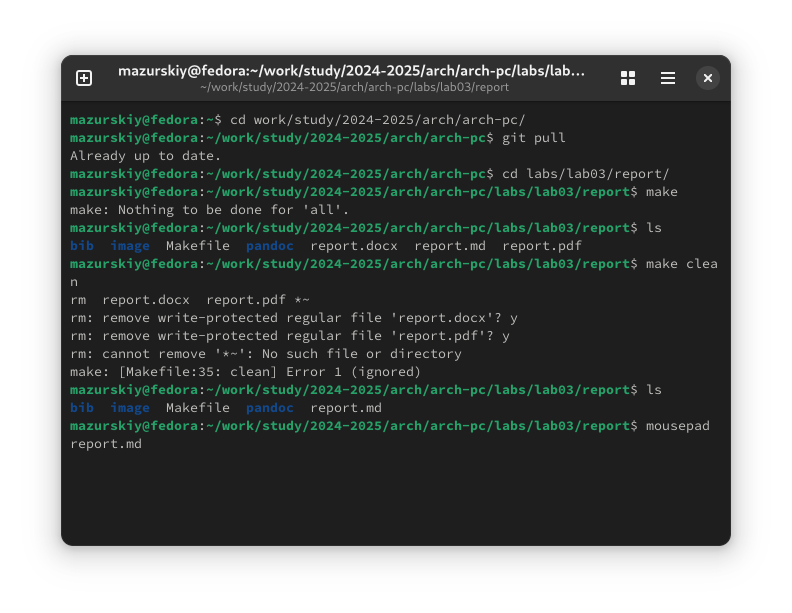 mazurskiy@fedora:~/work/study/2024-2025/arch/arch-pc/labs/lab...
~/work/study/2024-2025/arch/arch-pc/labs/lab03/report
mazurskiy@fedora:~$ cd work/study/2024-2025/arch/arch-pc/
mazurskiy@fedora:~/work/study/2024-2025/arch/arch-pc$ git pull
Already up to date.
mazurskiy@fedora:~/work/study/2024-2025/arch/arch-pc$ cd labs/lab03/report/
mazurskiy@fedora:~/work/study/2024-2025/arch/arch-pc/labs/lab03/report$ make
make: Nothing to be done for 'all'.
mazurskiy@fedora:~/work/study/2024-2025/arch/arch-pc/labs/lab03/report$ ls
bib  image  Makefile  pandoc  report.docx  report.md  report.pdf
mazurskiy@fedora:~/work/study/2024-2025/arch/arch-pc/labs/lab03/report$ make clea
n
rm  report.docx  report.pdf *~
rm: remove write-protected regular file 'report.docx'? y
rm: remove write-protected regular file 'report.pdf'? y
rm: cannot remove '*~': No such file or directory
make: [Makefile:35: clean] Error 1 (ignored)
mazurskiy@fedora:~/work/study/2024-2025/arch/arch-pc/labs/lab03/report$ ls
bib  image  Makefile  pandoc  report.md
mazurskiy@fedora:~/work/study/2024-2025/arch/arch-pc/labs/lab03/report$ mousepad
report.md